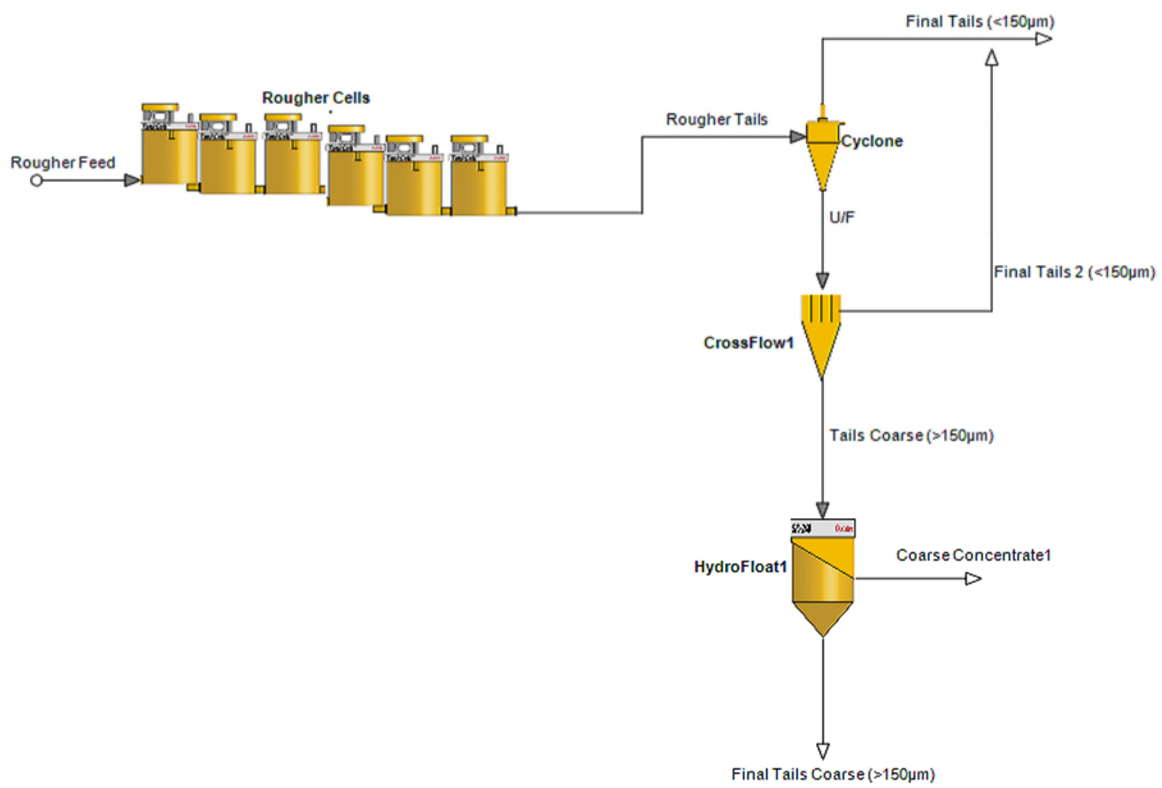 Final Tails (<150µm)
Rougher Cells
Rougher Tails
Cyclone
Rougher Feed
U/F
Final Tails 2 (<150µm)
CrossFlow1
Tails Coarse (>150µm)
HydroFloat1
Coarse Concentrate1
Final Tails Coarse (>150µm)